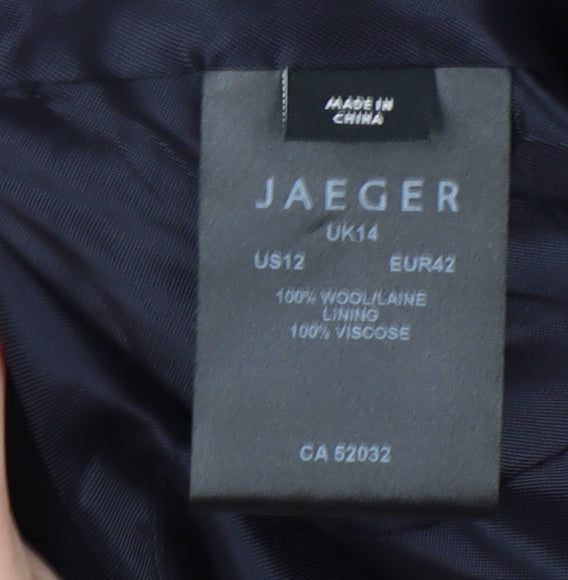 MADE IN
CHINA
JAEGER
UK14
US12 EUR42
100% WOOL/LAINE
LINING
100% VISCOSE
CA 52032